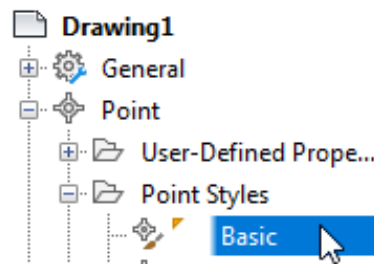 Drawing1
General
Point
User-Defined Prope...
Point Styles
Basic